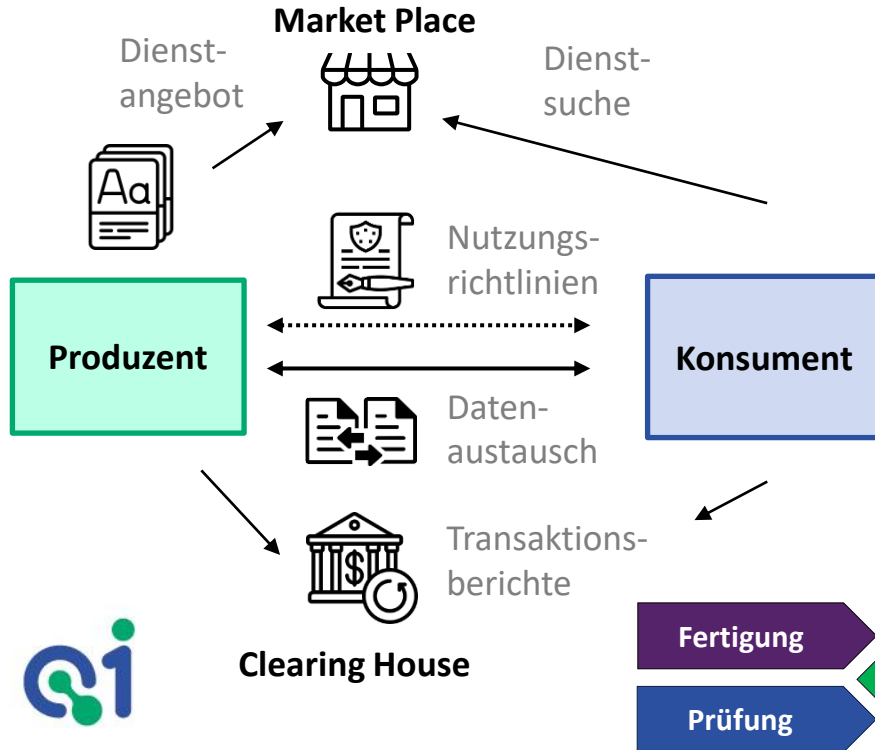 Market Place
Dienst-
angebot
Dienst-
suche
Aa
Nutzungs-
richtlinien
Produzent
Konsument
Daten-
austausch
$
Transaktions-
berichte
Clearing House
Fertigung
Prüfung